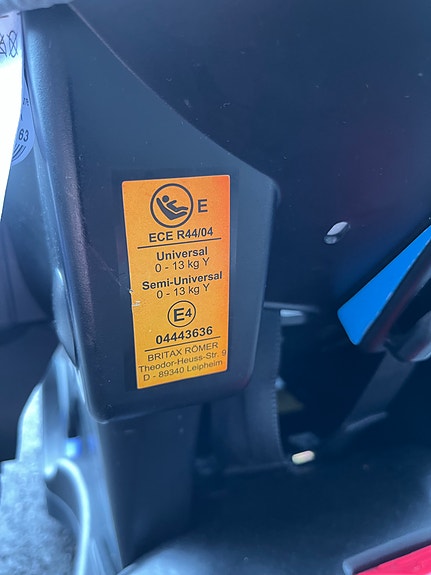 E
ECE R44/04
Universal
0 - 13 kg Y
Semi-Universal
0 - 13 kg Y
E4
04443636
BRITAX RÖMER
Theodor-Heuss-Str. 9
D - 89340 Leipheim
63